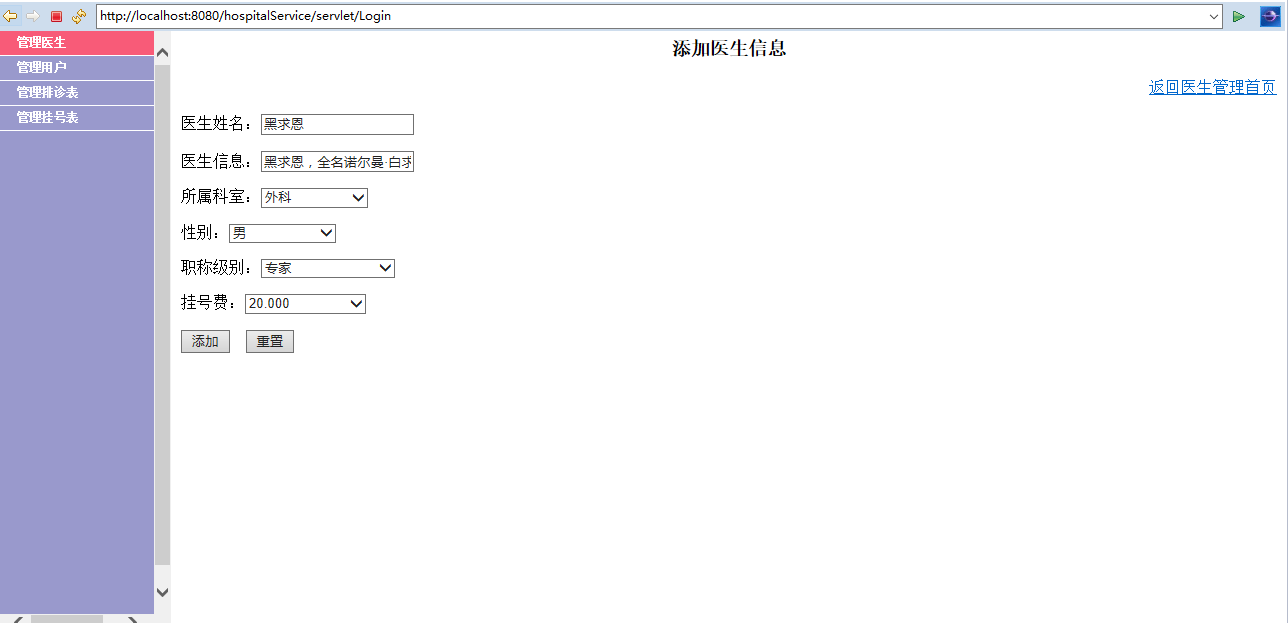 http://localhost:8080/hospitalService/servlet/Login
管理医生
管理用户
管理排诊表
管理挂号表
添加医生信息
返回医生管理首页
医生姓名：黑求恩
医生信息：黑求恩，全名诺尔曼·白求
所属科室：外科
性别：男
职称级别：专家
挂号费：20.000
添加 重置